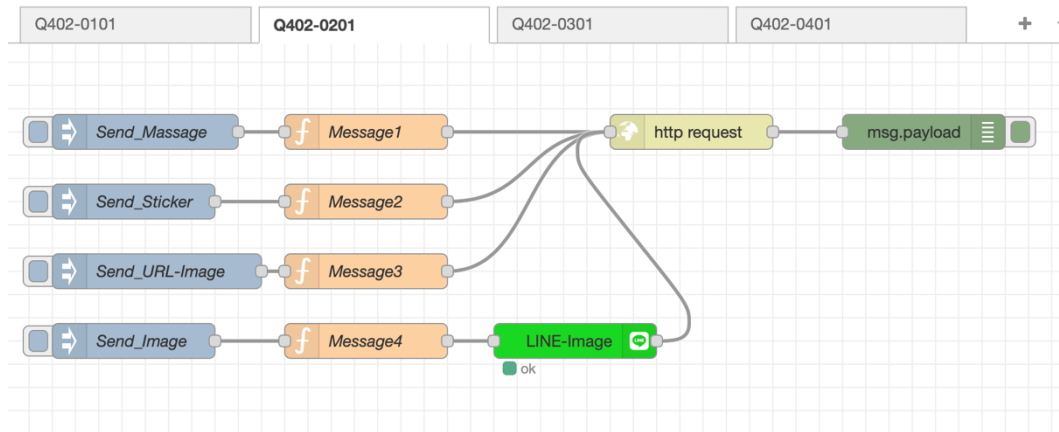 Q402-0101
Q402-0201
Q402-0301
Q402-0401
Send_Massage
Message1
http request
msg.payload
Send_Sticker
Message2
Send_URL-Image
Message3
Send_Image
Message4
LINE-Image
ok